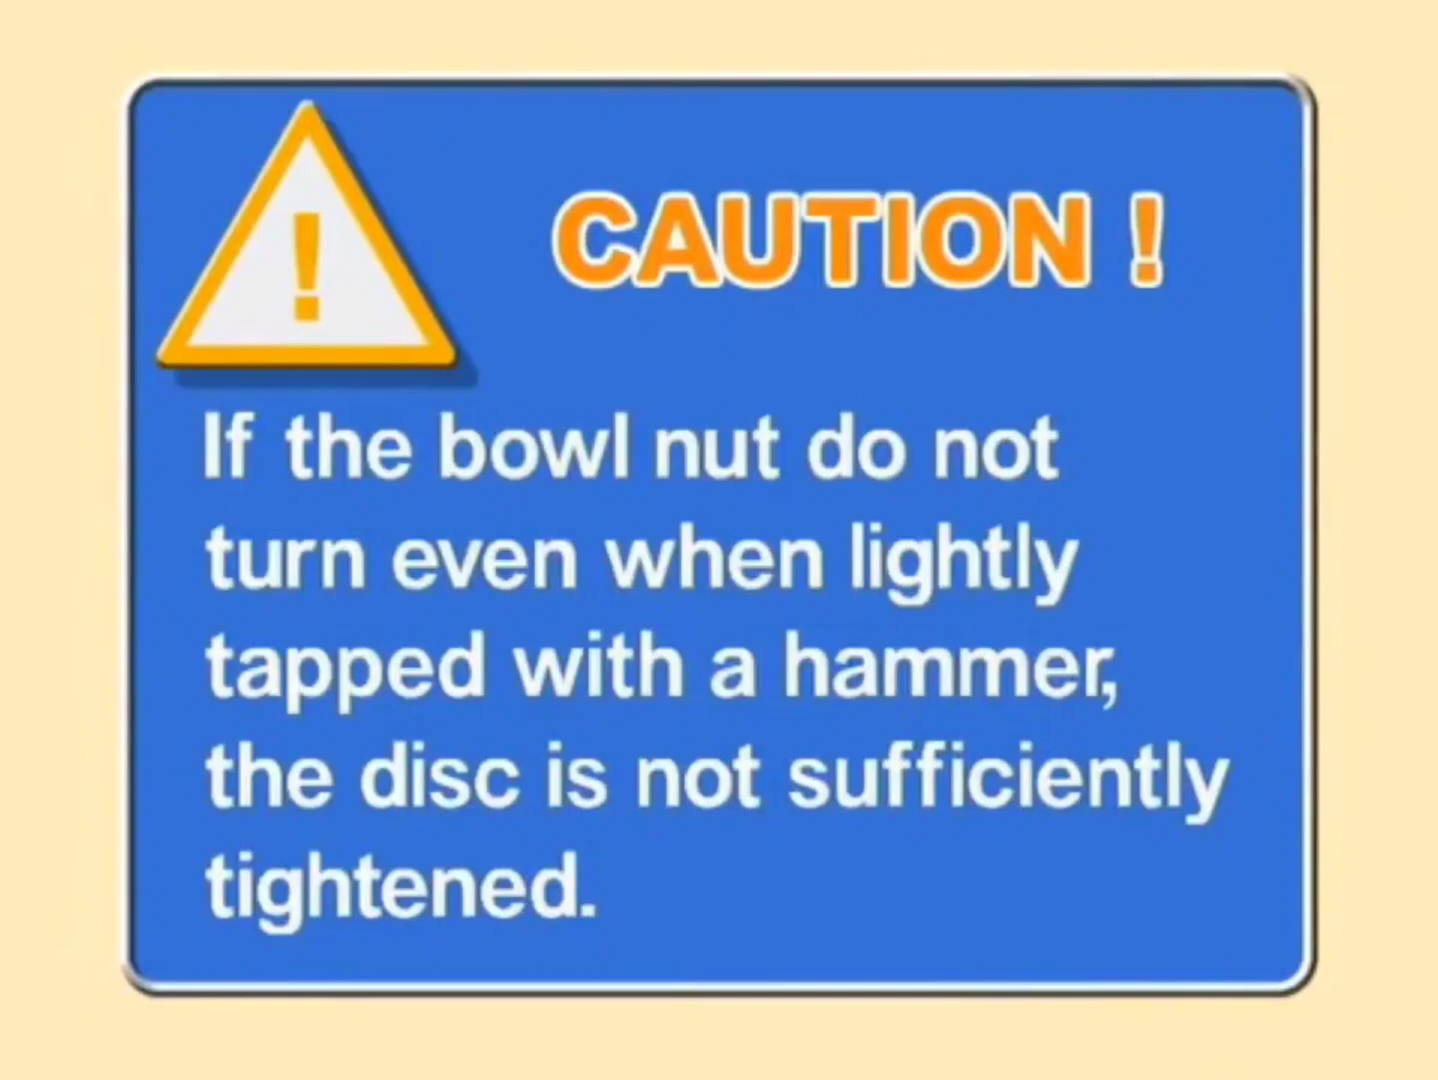 !
CAUTION !
If the bowl nut do not
turn even when lightly
tapped with a hammer,
the disc is not sufficiently
tightened.